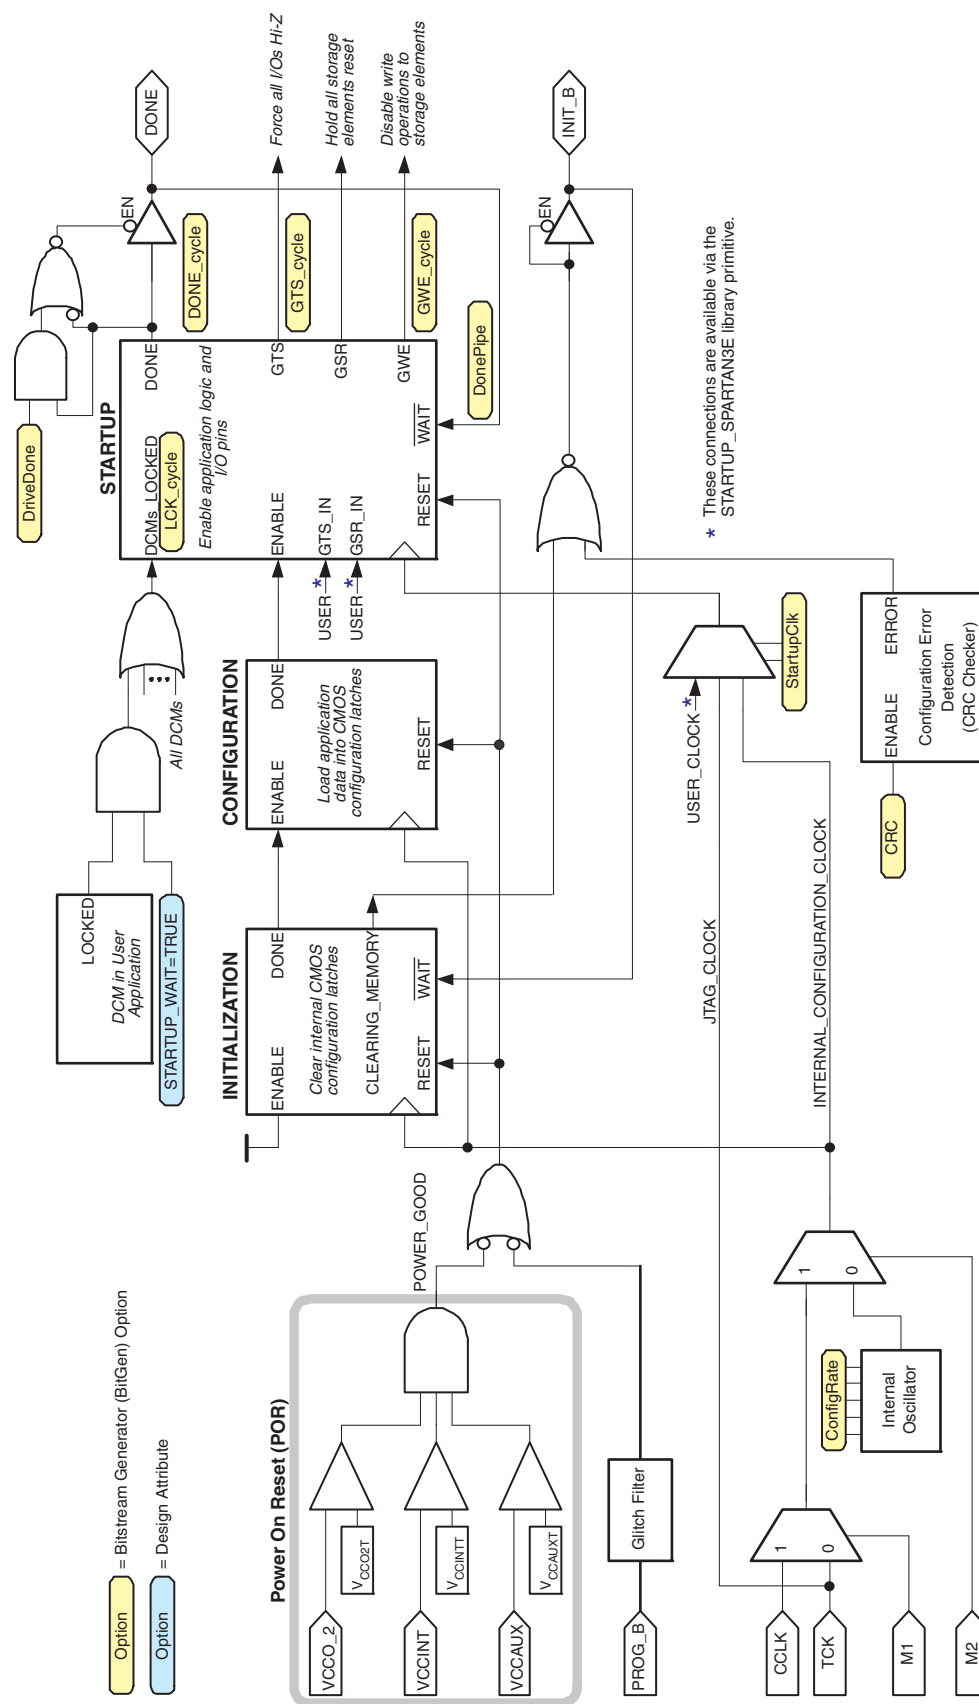 Option
= Bitstream Generator (BitGen) Option
Option
= Design Attribute
Power On Reset (POR)
VCCO_2
VCCO2T
VCCINT
VCCINTT
VCCAUX
VCCAUXT
POWER_GOOD
PROG_B
Glitch Filter
CCLK
TCK
M1
M2
1
0
ConfigRate
Internal
Oscillator
1
0
INTERNAL_CONFIGURATION_CLOCK
JTAG_CLOCK
INITIALIZATION
ENABLE
DONE
Clear internal CMOS
configuration latches
CLEARING_MEMORY
RESET
WAIT
DCM in User
Application
LOCKED
STARTUP_WAIT=TRUE
All DCMs
CONFIGURATION
ENABLE
DONE
Load application
data into CMOS
configuration latches
RESET
STARTUP
DCMs_LOCKED
LCK_cycle
DONE
Enable application logic and
I/O pins
ENABLE
GTS
USER
*
GTS_IN
USER
*
GSR_IN
GSR
GWE
RESET
WAIT
DriveDone
DONE_cycle
GTS_cycle
GWE_cycle
DonePipe
EN
DONE
Force all I/Os Hi-Z
Hold all storage
elements reset
Disable write
operations to
storage elements
EN
INIT_B
USER_CLOCK
*
StartupClk
* These connections are available via the
STARTUP_SPARTAN3E library primitive.
CRC
ENABLE
ERROR
Configuration Error
Detection
(CRC Checker)